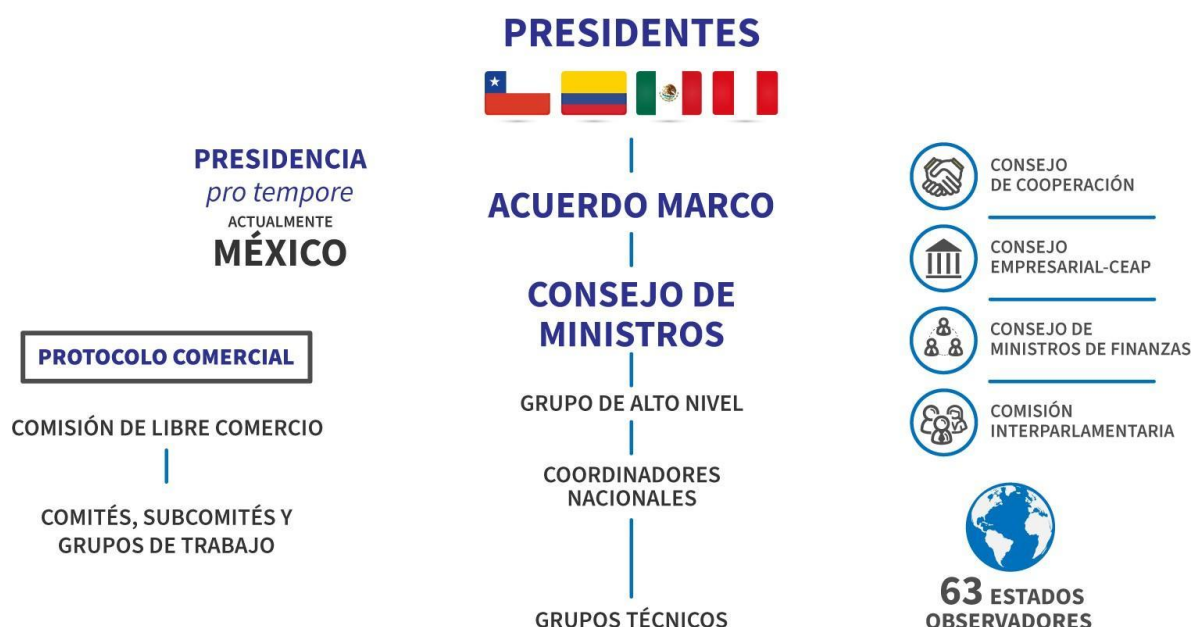 PRESIDENTES
PRESIDENCIA
pro tempore
ACTUALMENTE
MÉXICO
PROTOCOLO COMERCIAL
COMISIÓN DE LIBRE COMERCIO
COMITÉS, SUBCOMITÉS Y
GRUPOS DE TRABAJO
ACUERDO MARCO
CONSEJO DE
MINISTROS
GRUPO DE ALTO NIVEL
COORDINADORES
NACIONALES
GRUPOS TÉCNICOS
CONSEJO
DE COOPERACIÓN
CONSEJO
EMPRESARIAL-CEAP
CONSEJO DE
MINISTROS DE FINANZAS
COMISIÓN
INTERPARLAMENTARIA
63 ESTADOS
OBSERVADORES